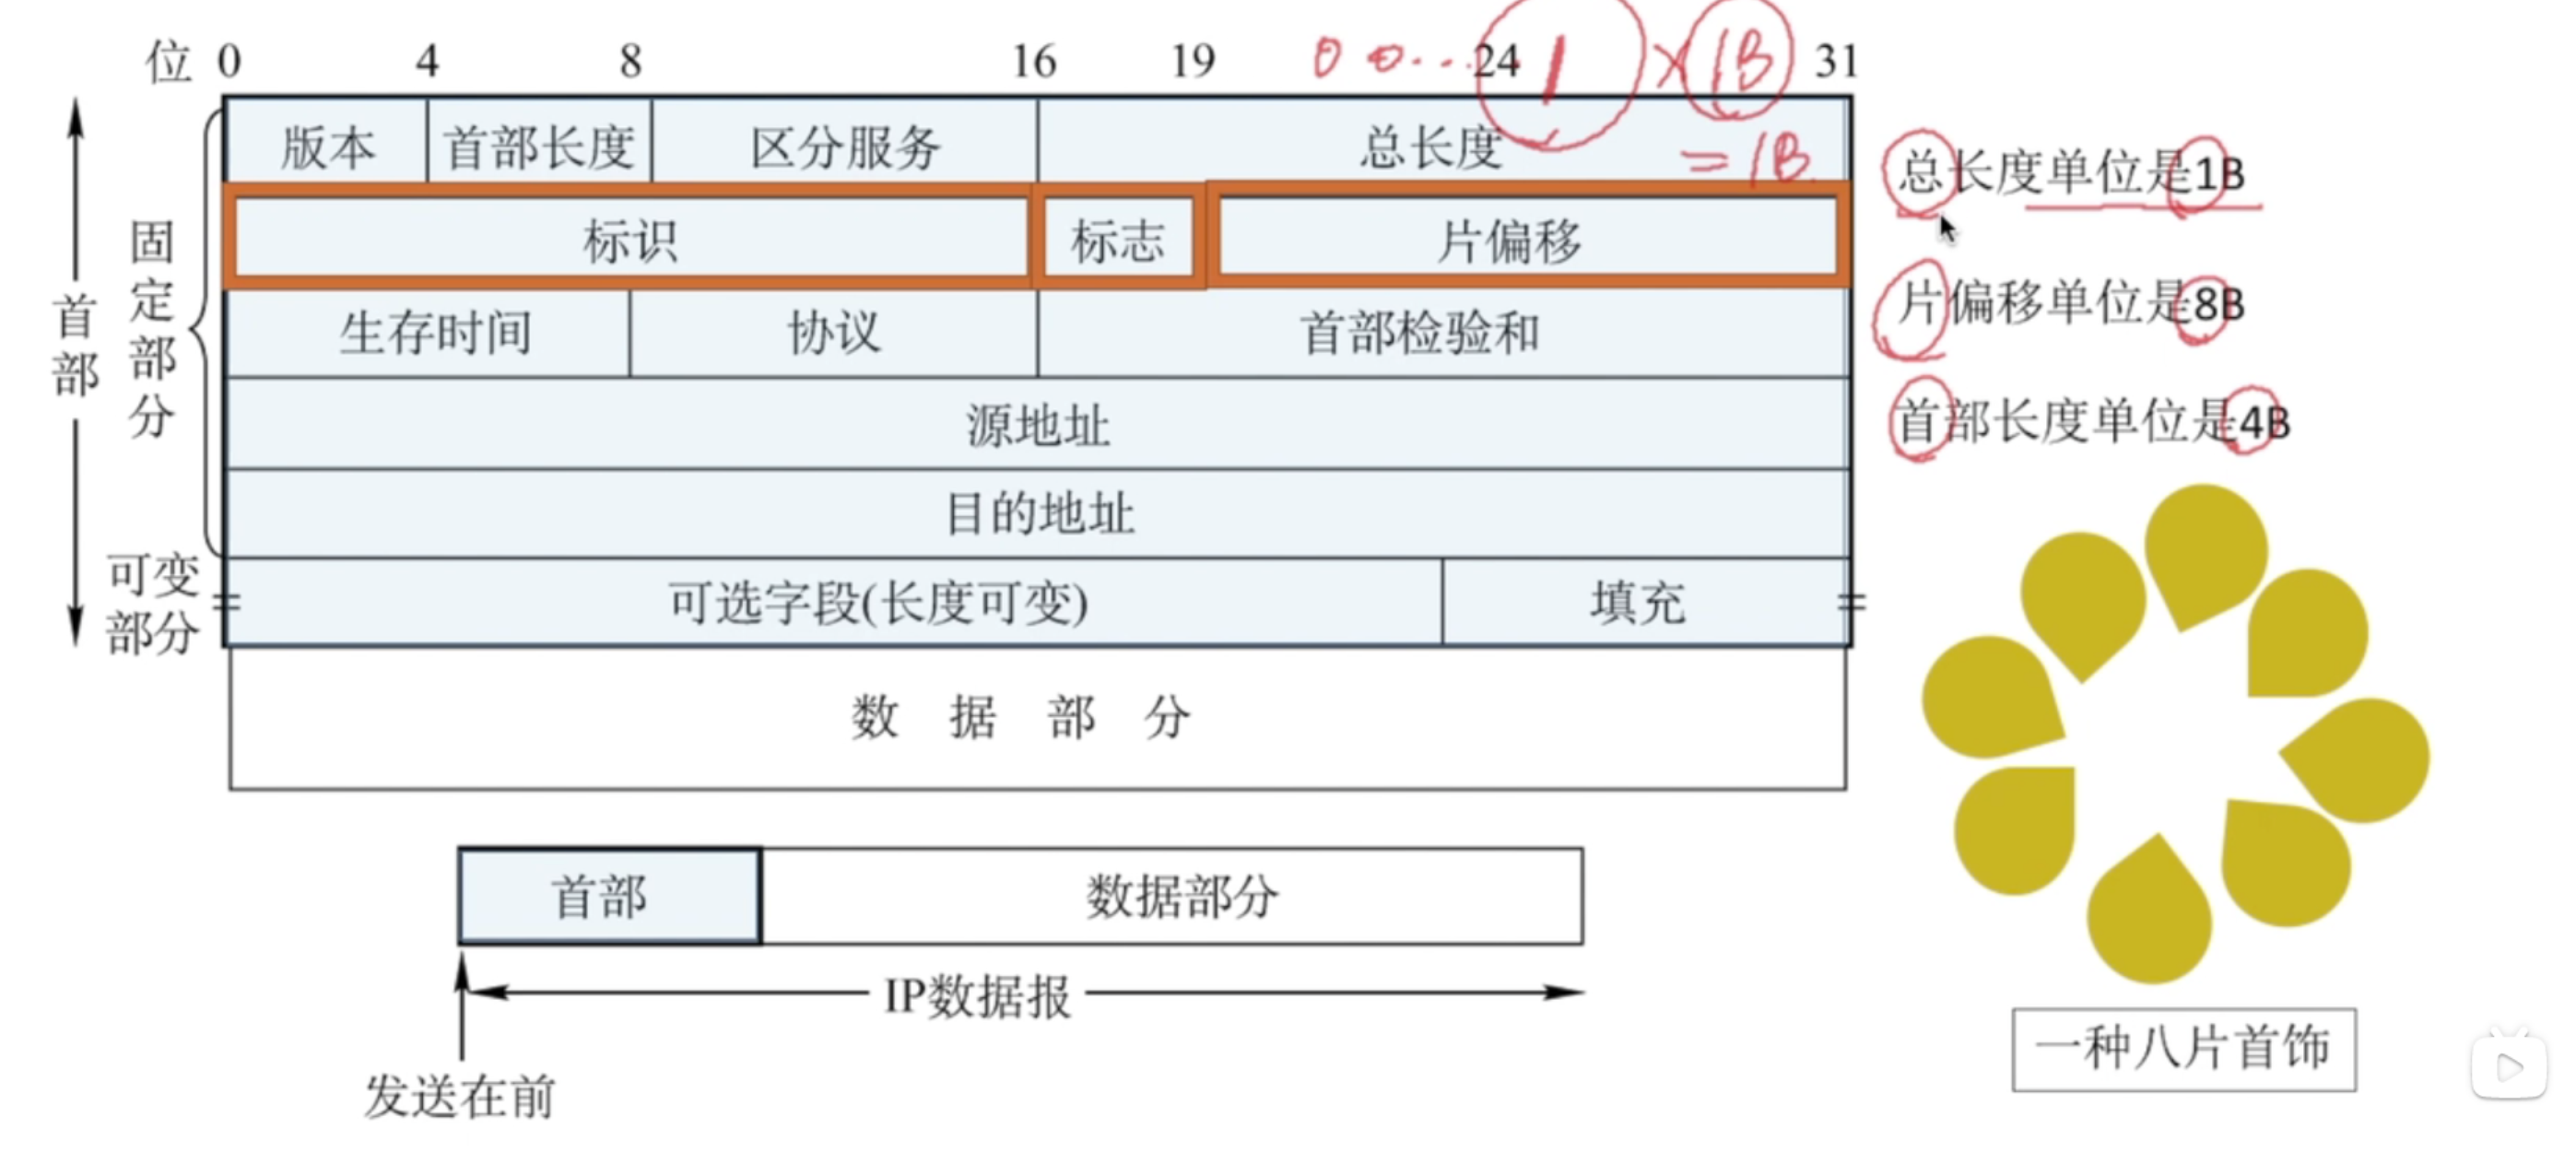 位 0 4 8 16 19 24 31
0 0 ... 1 × 1B
= 1B
版本 首部长度 区分服务 总长度
标识 标志 片偏移
生存时间 协议 首部检验和
源地址
目的地址
可选字段(长度可变) 填充
数 据 部 分
首部
固定部分
可变部分
总长度单位是1B
片偏移单位是8B
首部长度单位是4B
一种八片首饰
首部 数据部分
IP数据报
发送在前